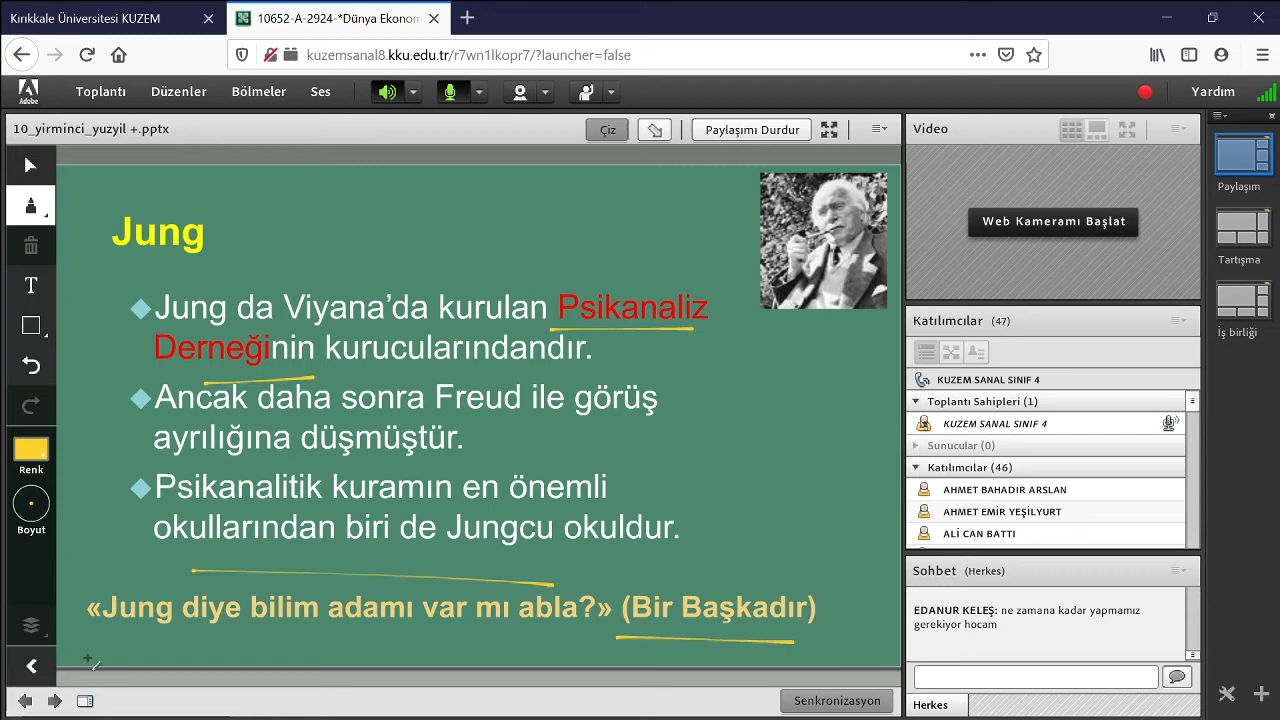 Kırıkkale Üniversitesi KUZEM
10652-A-2924-*Dünya Ekonom
kuzemsanal8.kku.edu.tr/r7wn1lkopr7/?launcher=false
Adobe
Toplantı
Düzenler
Bölmeler
Ses
Yardım
10_yirminci_yuzyil +.pptx
Çiz
Paylaşımı Durdur
Jung
Jung da Viyana’da kurulan Psikanaliz
Derneğinin kurucularındandır.
Ancak daha sonra Freud ile görüş
ayrılığına düşmüştür.
Psikanalitik kuramın en önemli
okullarından biri de Jungcu okuldur.
«Jung diye bilim adamı var mı abla?» (Bir Başkadır)
Renk
Boyut
Senkronizasyon
Video
Web Kameramı Başlat
Katılımcılar (47)
KUZEM SANAL SINIF 4
Toplantı Sahipleri (1)
KUZEM SANAL SINIF 4
Sunucular (0)
Katılımcılar (46)
AHMET BAHADIR ARSLAN
AHMET EMİR YEŞİLYURT
ALİ CAN BATTI
Sohbet (Herkes)
EDANUR KELEŞ: ne zamana kadar yapmamız
gerekiyor hocam
Herkes
Paylaşım
Tartışma
İş birliği